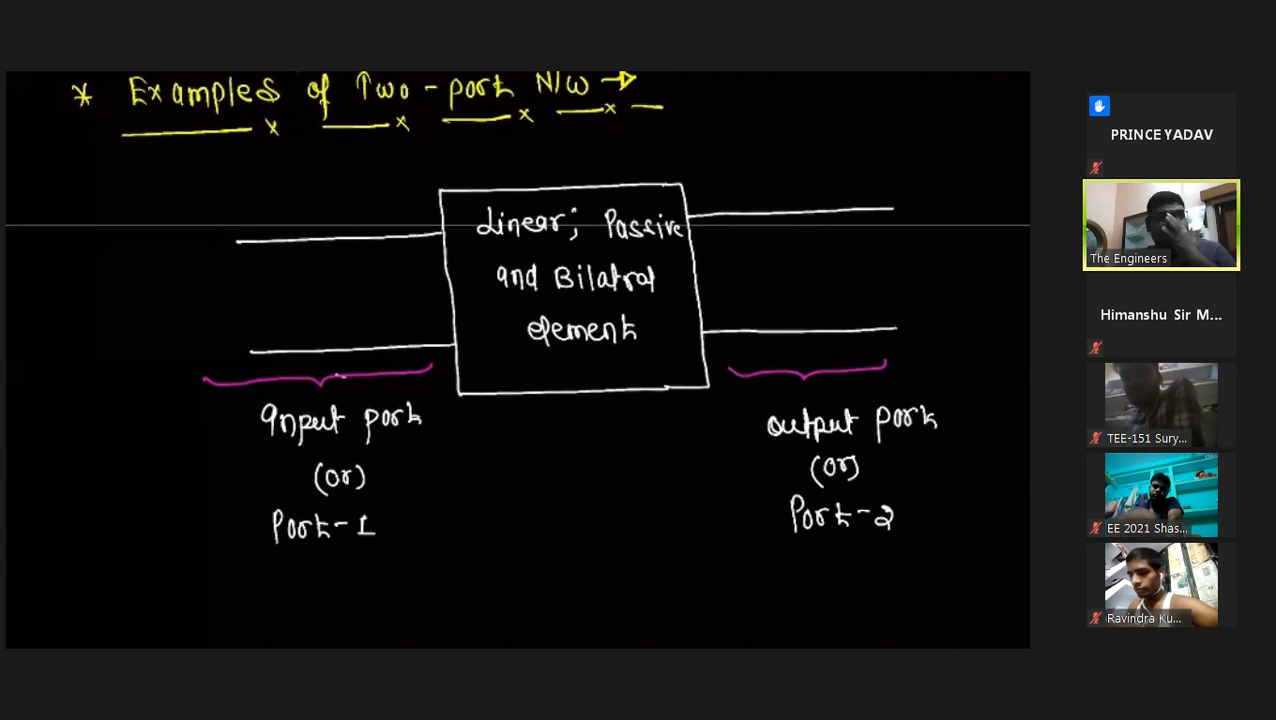 * Examples of Two-port N/w →
Linear; Passive
and Bilatral
element
Input port
(or)
Port-1
output port
(or)
Port-2
PRINCE YADAV
The Engineers
Himanshu Sir M...
TEE-151 Sury...
EE 2021 Shas...
Ravindra Ku...